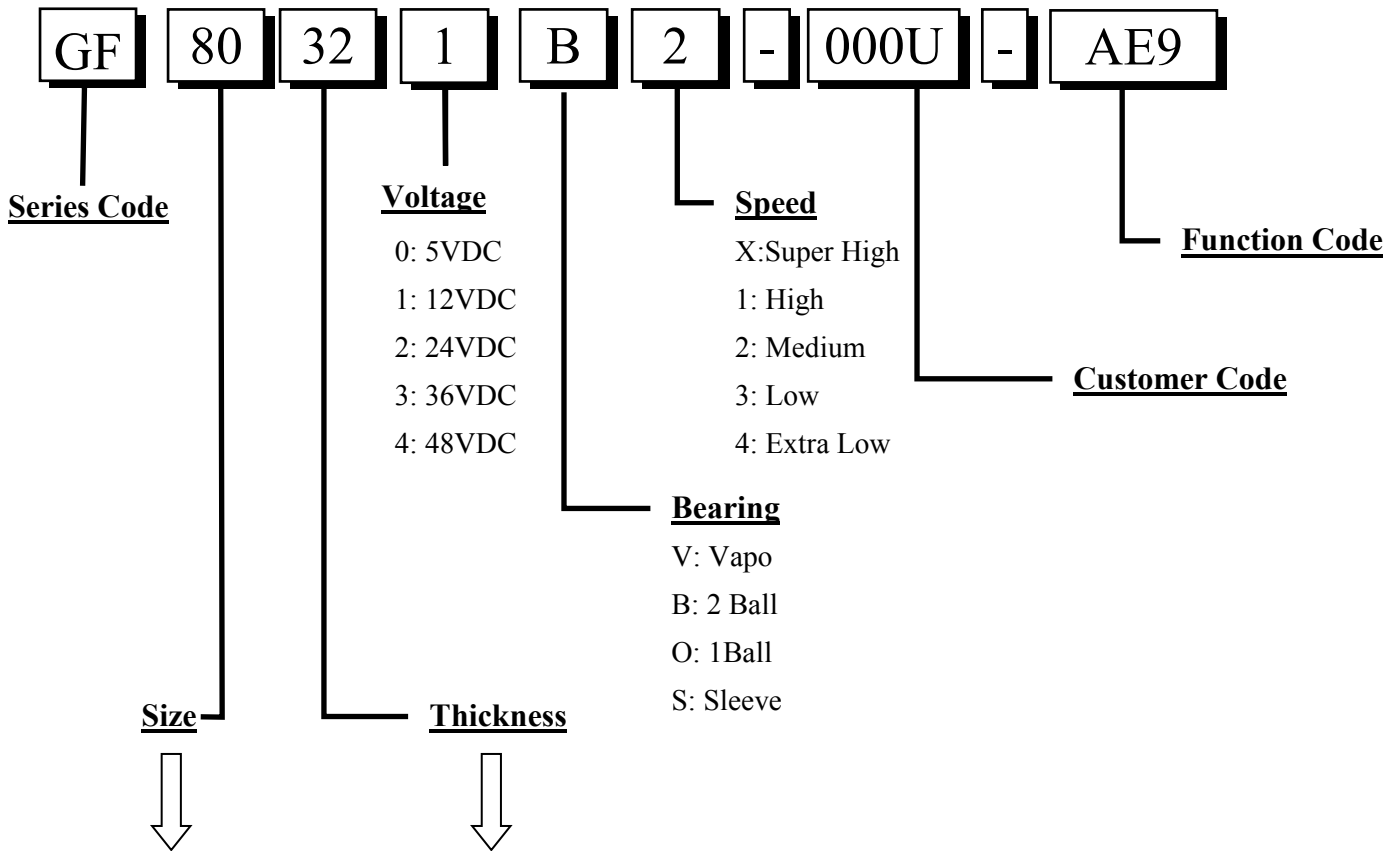 GF 80 32 1 B 2 - 000U - AE9
Series Code
Voltage
0: 5VDC
1: 12VDC
2: 24VDC
3: 36VDC
4: 48VDC
Speed
X:Super High
1: High
2: Medium
3: Low
4: Extra Low
Function Code
Customer Code
Bearing
V: Vapo
B: 2 Ball
O: 1Ball
S: Sleeve
Size
Thickness